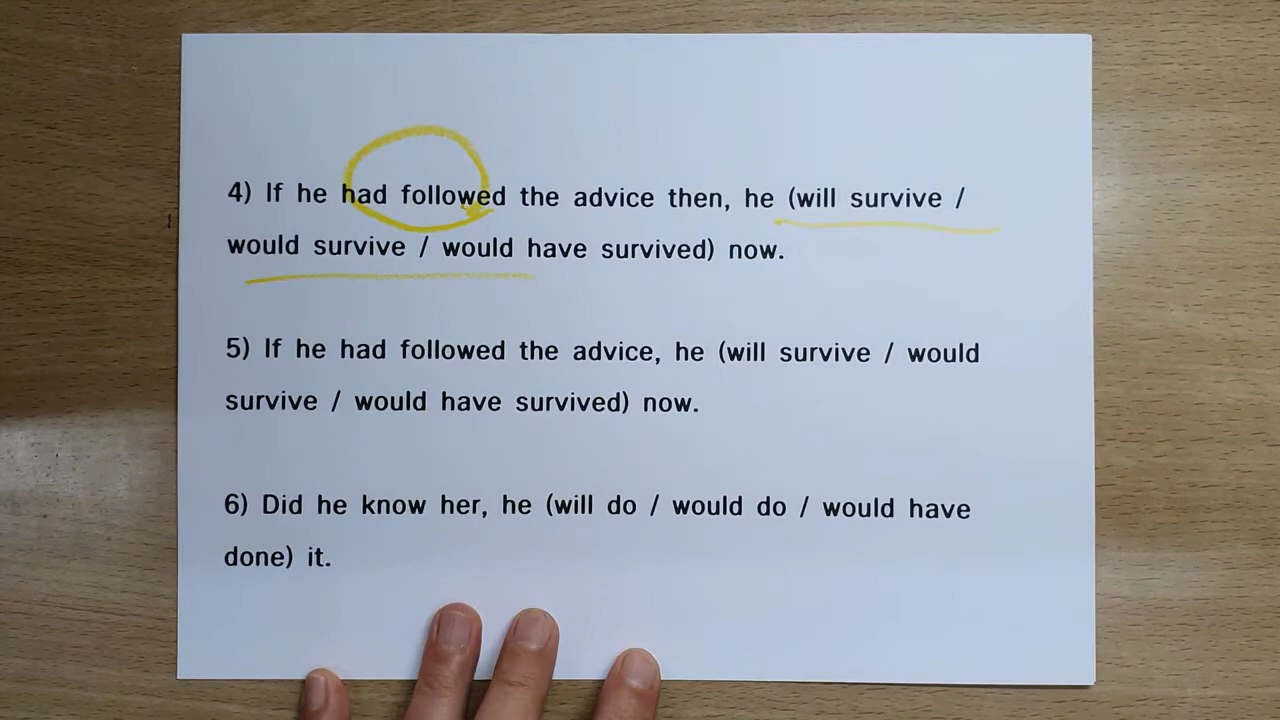 4) If he had followed the advice then, he (will survive /
would survive / would have survived) now.
5) If he had followed the advice, he (will survive / would
survive / would have survived) now.
6) Did he know her, he (will do / would do / would have
done) it.